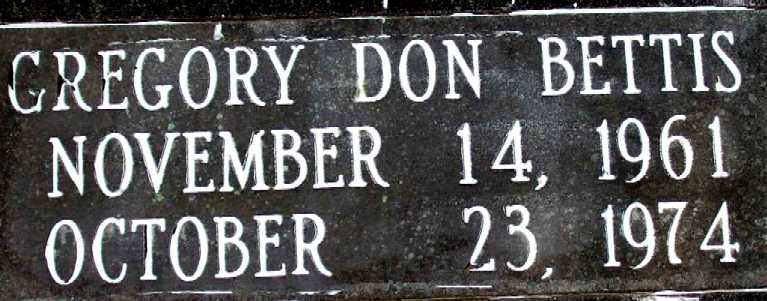 GREGORY DON BETTIS
NOVEMBER 14, 1961
OCTOBER 23, 1974